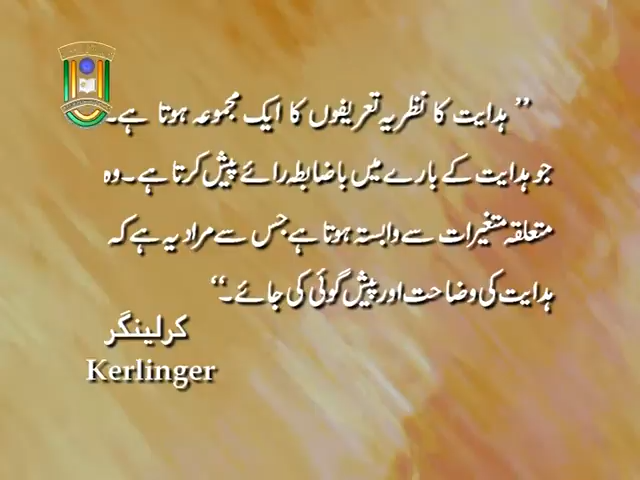 ” ہدایت کا نظریہ تعریفوں کا ایک مجموعہ ہوتا ہے۔
جو ہدایت کے بارے میں باضابطہ رائے پیش کرتا ہے۔ وہ
متعلقہ متغیرات سے وابستہ ہوتا ہے جس سے مراد یہ ہے کہ
ہدایت کی وضاحت اور پیش گوئی کی جائے۔“
کرلینگر
Kerlinger